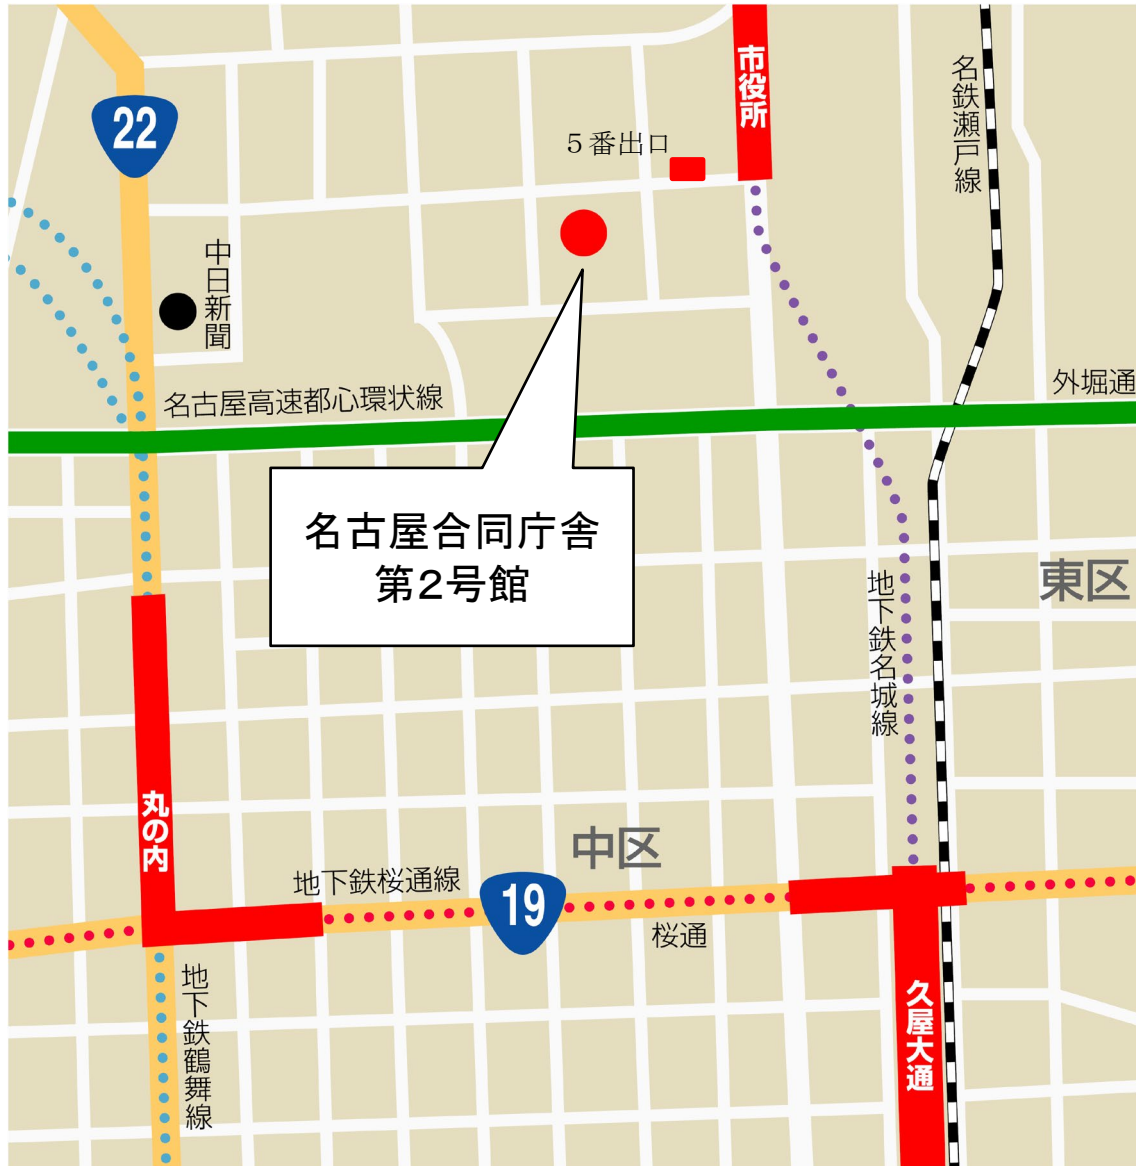 市役所
名鉄瀬戸線
22
５番出口
中日新聞
名古屋高速都心環状線
外堀通
名古屋合同庁舎
第２号館
東区
地下鉄名城線
丸の内
中区
地下鉄桜通線
19
桜通
地下鉄鶴舞線
久屋大通